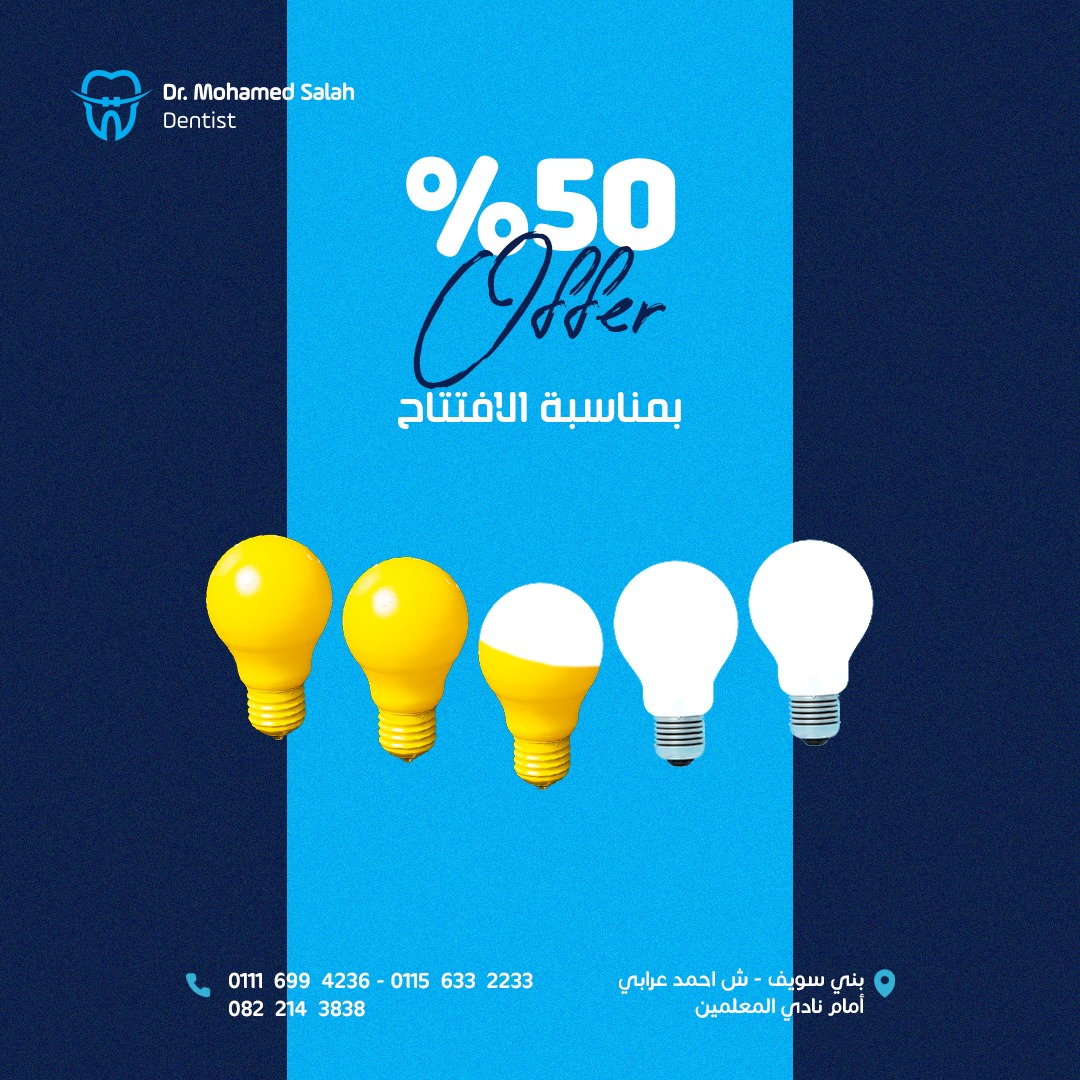 Dr. Mohamed Salah
Dentist
%50
Offer
بمناسبة الافتتاح
0111 699 4236 - 0115 633 2233
082 214 3838
بني سويف - ش احمد عرابي
أمام نادي المعلمين